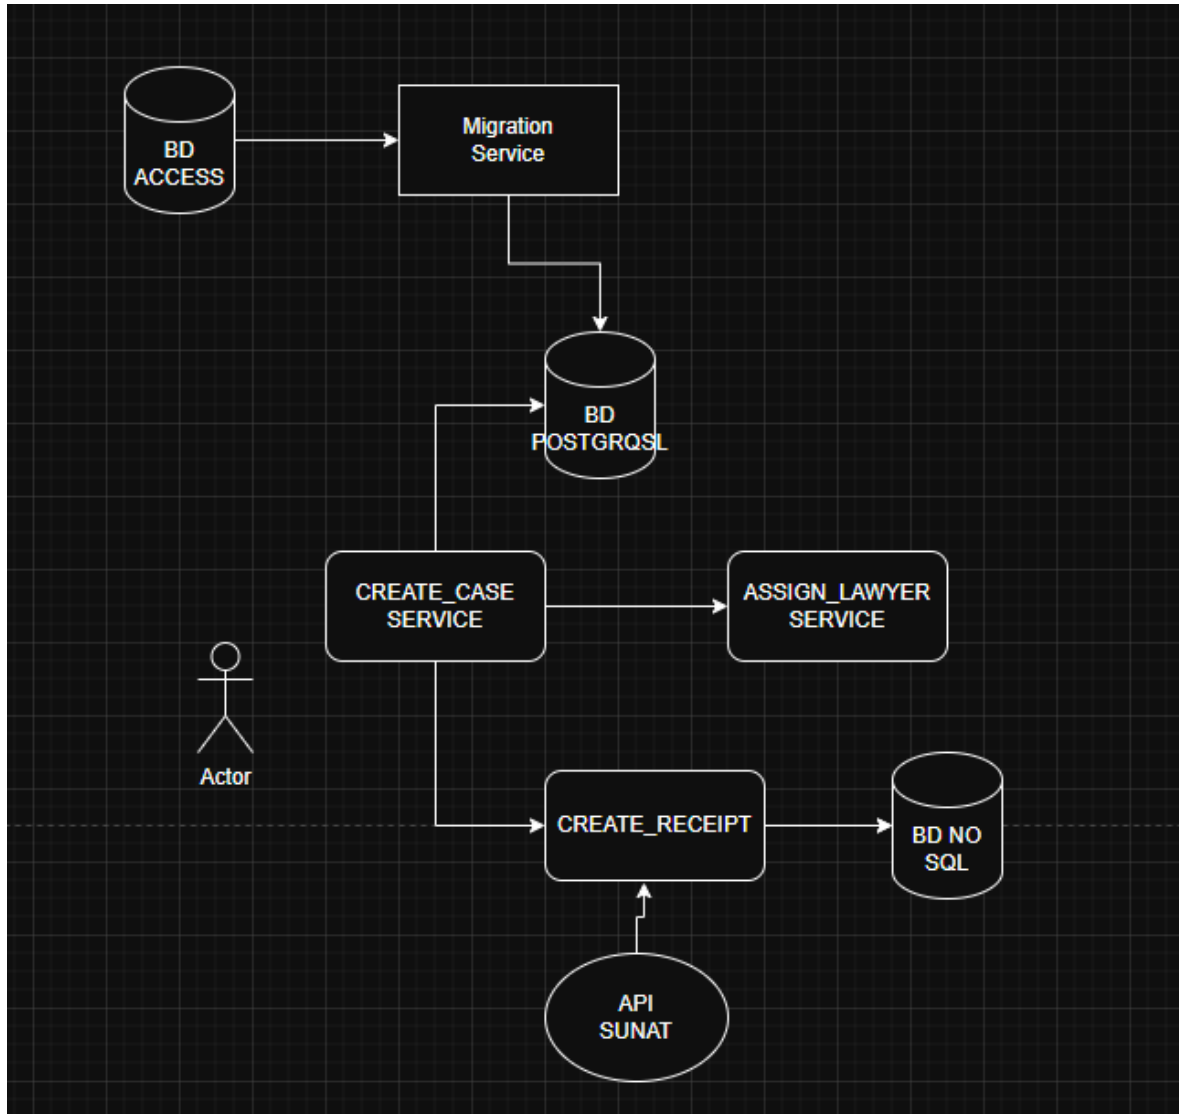 BD
ACCESS
Migration
Service
BD
POSTGRQSL
CREATE_CASE
SERVICE
ASSIGN_LAWYER
SERVICE
Actor
CREATE_RECEIPT
BD NO
SQL
API
SUNAT